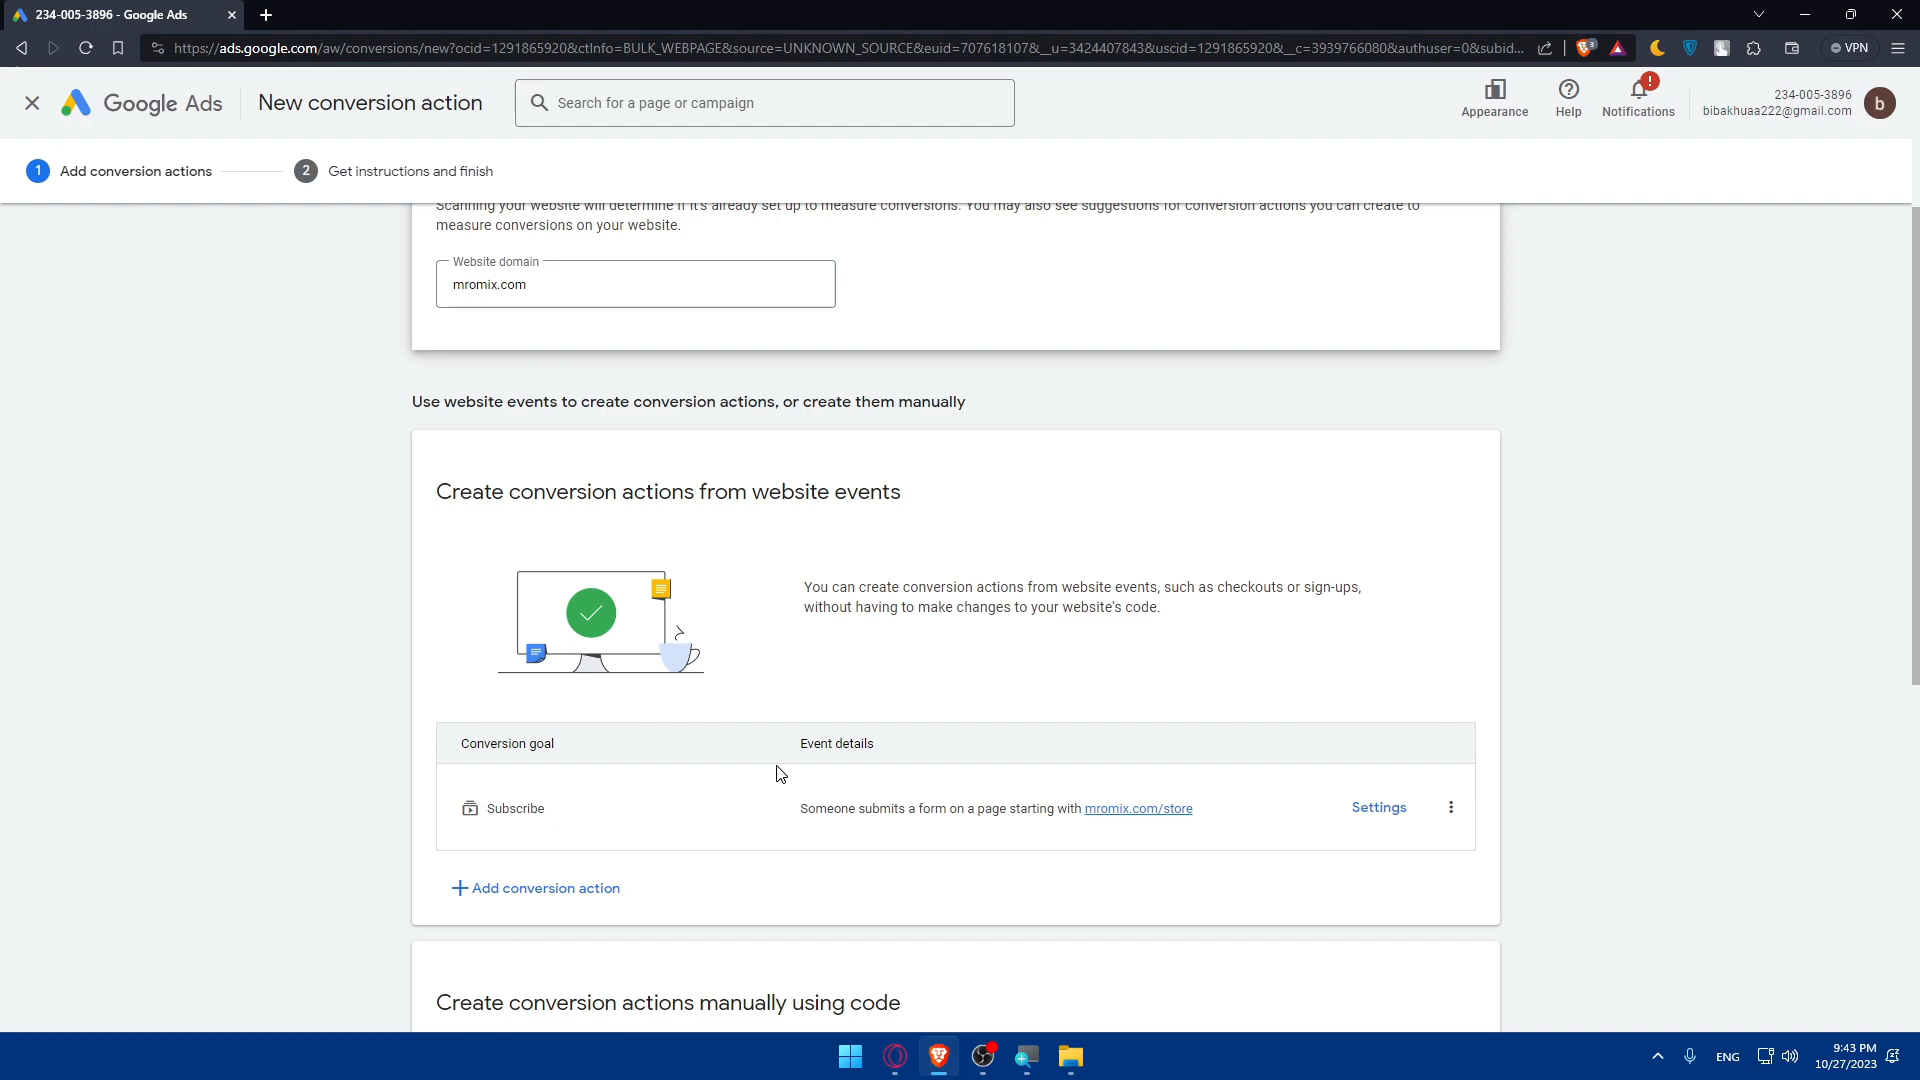 234-005-3896 - Google Ads
https://ads.google.com/aw/conversions/new?ocid=1291865920&ctInfo=BULK_WEBPAGE&source=UNKNOWN_SOURCE&euid=707618107&__u=3424407843&uscid=1291865920&__c=3939766080&authuser=0&subid...
3
VPN
Google Ads
New conversion action
Search for a page or campaign
Appearance
Help
!
Notifications
234-005-3896
bibakhuaa222@gmail.com
b
1 Add conversion actions
2 Get instructions and finish
Scanning your website will determine if it's already set up to measure conversions. You may also see suggestions for conversion actions you can create to
measure conversions on your website.
Website domain
mromix.com
Use website events to create conversion actions, or create them manually
Create conversion actions from website events
You can create conversion actions from website events, such as checkouts or sign-ups,
without having to make changes to your website's code.
Conversion goal
Event details
Subscribe
Someone submits a form on a page starting with mromix.com/store
Settings
Add conversion action
Create conversion actions manually using code
ENG
9:43 PM
10/27/2023